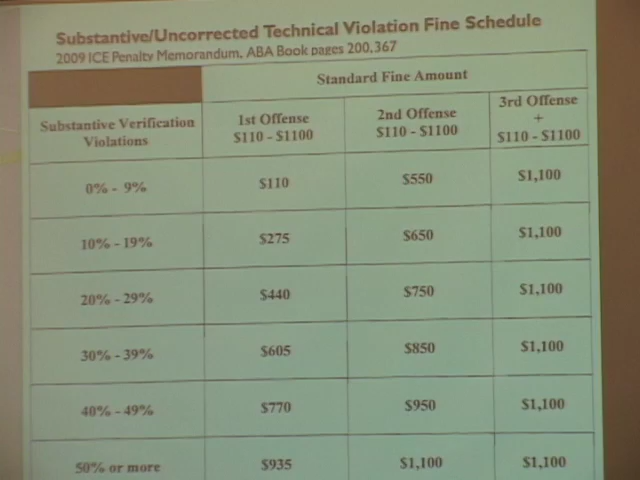 Substantive/Uncorrected Technical Violation Fine Schedule
2009 ICE Penalty Memorandum, ABA Book pages 200,367
Standard Fine Amount
Substantive Verification Violations
1st Offense $110 - $1100
2nd Offense $110 - $1100
3rd Offense + $110 - $1100
0% - 9% $110 $550 $1,100
10% - 19% $275 $650 $1,100
20% - 29% $440 $750 $1,100
30% - 39% $605 $850 $1,100
40% - 49% $770 $950 $1,100
50% or more $935 $1,100 $1,100